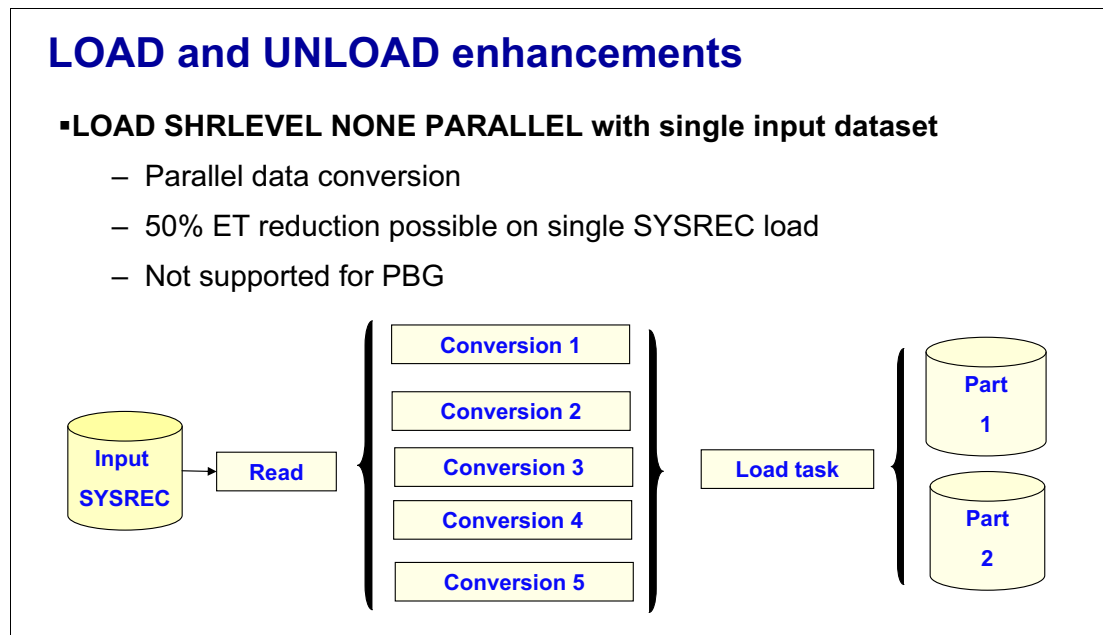 LOAD and UNLOAD enhancements
▪LOAD SHRLEVEL NONE PARALLEL with single input dataset
– Parallel data conversion
– 50% ET reduction possible on single SYSREC load
– Not supported for PBG
Input
SYSREC
Read
Conversion 1
Conversion 2
Conversion 3
Conversion 4
Conversion 5
Load task
Part
1
Part
2